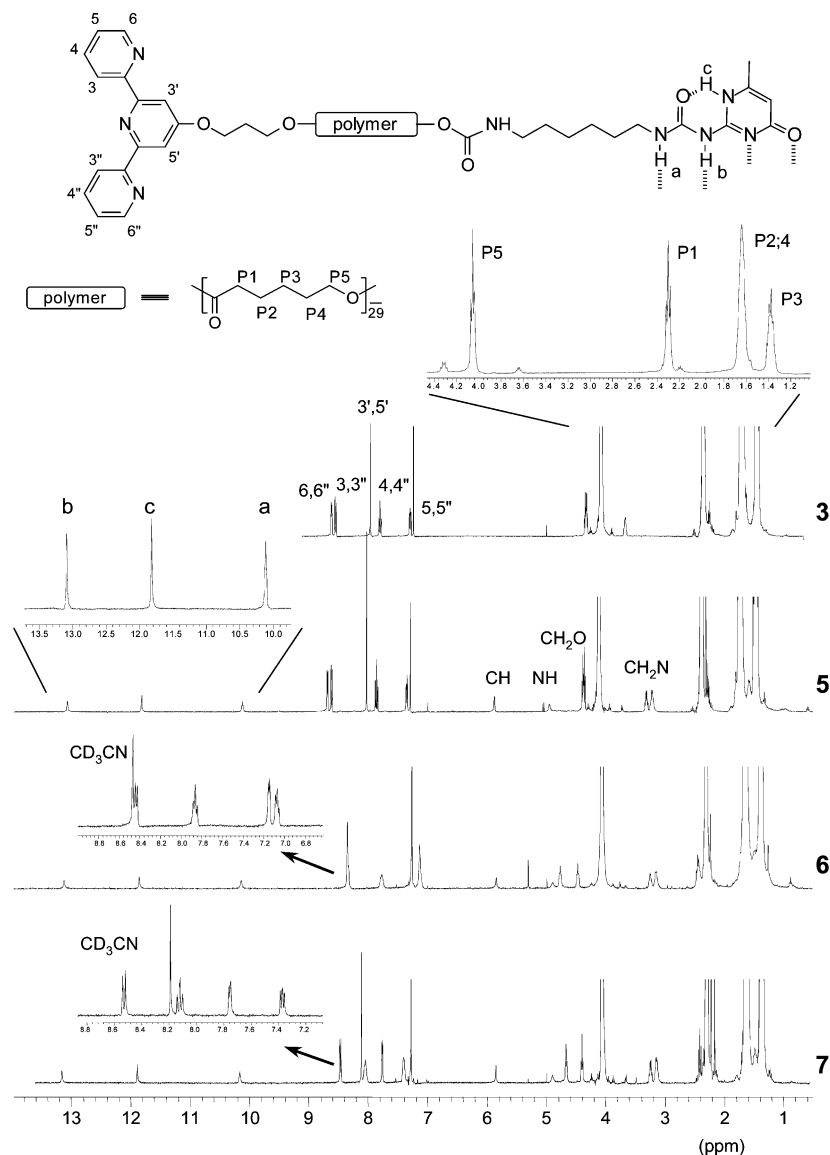 5 6
4 N
3 3'
N
5' O O polymer O N H O
3"
4" N
5" 6"
c
H
O N
N H N N O
H H
a b
polymer = P1 P3 P5
O P2 P4 O 29
P5 P1 P2;4 P3
4.4 4.2 4.0 3.8 3.6 3.4 3.2 3.0 2.8 2.6 2.4 2.2 2.0 1.8 1.6 1.4 1.2
3',5'
6,6" 3,3" 4,4" 5,5" 3
b c a
13.5 13.0 12.5 12.0 11.5 11.0 10.5 10.0
CH NH CH2O CH2N 5
CD3CN
8.8 8.6 8.4 8.2 8.0 7.8 7.6 7.4 7.2 7.0 6.8
6
CD3CN
8.8 8.6 8.4 8.2 8.0 7.8 7.6 7.4 7.2
7
13 12 11 10 9 8 7 6 5 4 3 2 1
(ppm)